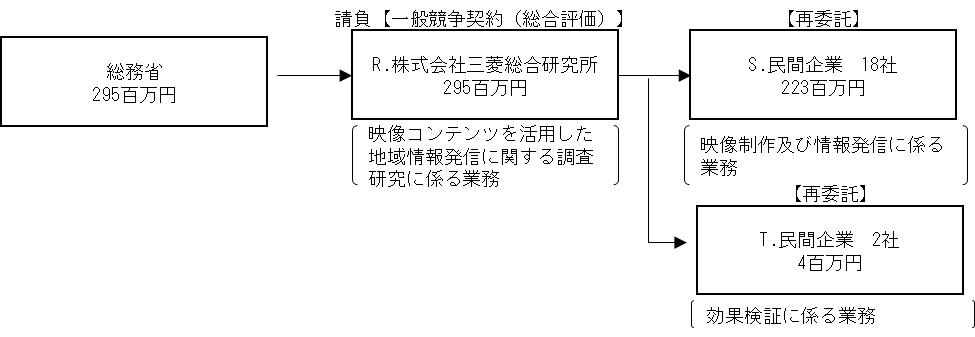 総務省
295百万円
請負【一般競争契約（総合評価）】
R.株式会社三菱総合研究所
295百万円
映像コンテンツを活用した
地域情報発信に関する調査
研究に係る業務
【再委託】
S.民間企業　18社
223百万円
映像制作及び情報発信に係る
業務
【再委託】
T.民間企業　2社
4百万円
効果検証に係る業務